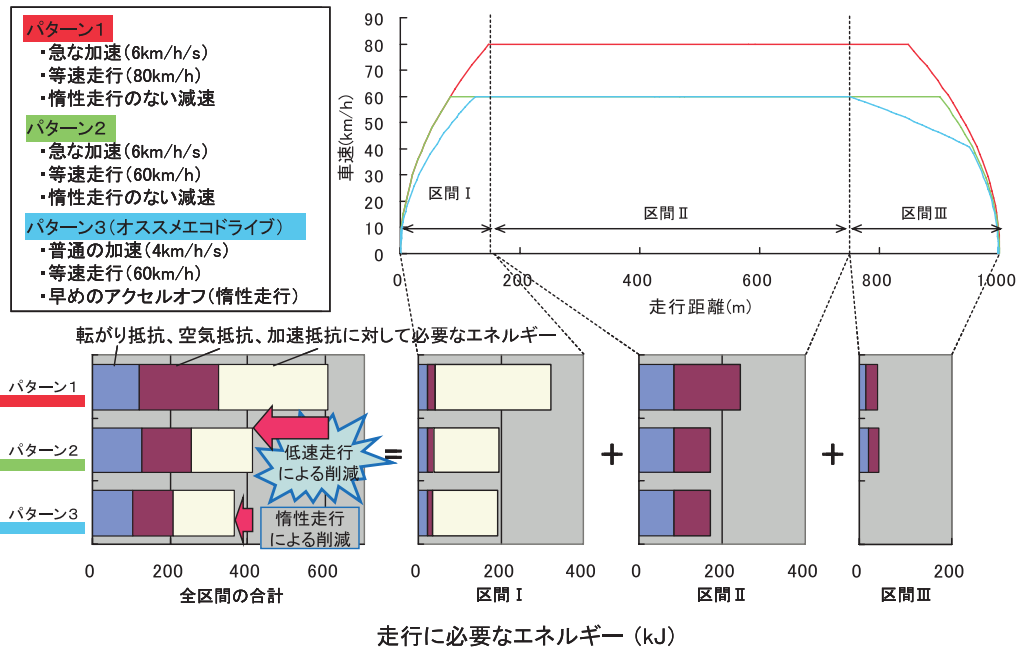 パターン1
・急な加速(6km/h/s)
・等速走行(80km/h)
・惰性走行のない減速
パターン2
・急な加速(6km/h/s)
・等速走行(60km/h)
・惰性走行のない減速
パターン3(オススメエコドライブ)
・普通の加速(4km/h/s)
・等速走行(60km/h)
・早めのアクセルオフ(惰性走行)
車速(km/h)
90
80
70
60
50
40
30
20
10
0
区間Ⅰ
区間Ⅱ
区間Ⅲ
0 200 400 600 800 1000
走行距離(m)
転がり抵抗、空気抵抗、加速抵抗に対して必要なエネルギー
パターン1
パターン2
パターン3
低速走行
による削減
惰性走行
による削減
= + +
0 200 400 600
全区間の合計
0 200 400
区間Ⅰ
0 200 400
区間Ⅱ
0 200
区間Ⅲ
走行に必要なエネルギー(kJ)